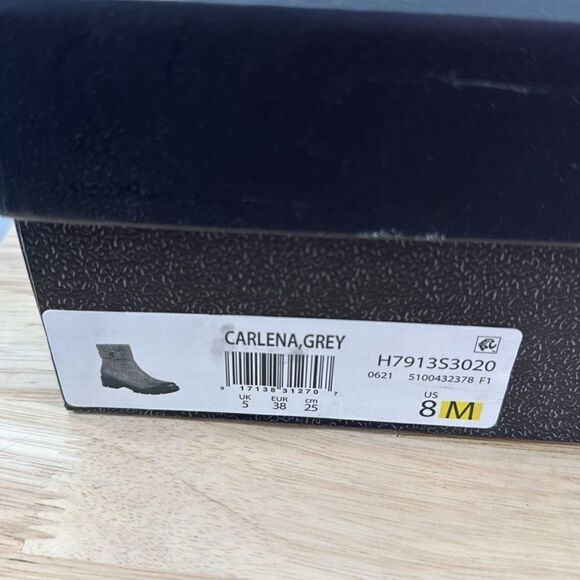 CARLENA,GREY
0 17138 31270 7
UK EUR cm
5 38 25
H7913S3020
0621 5100432378 F1
US
8 M